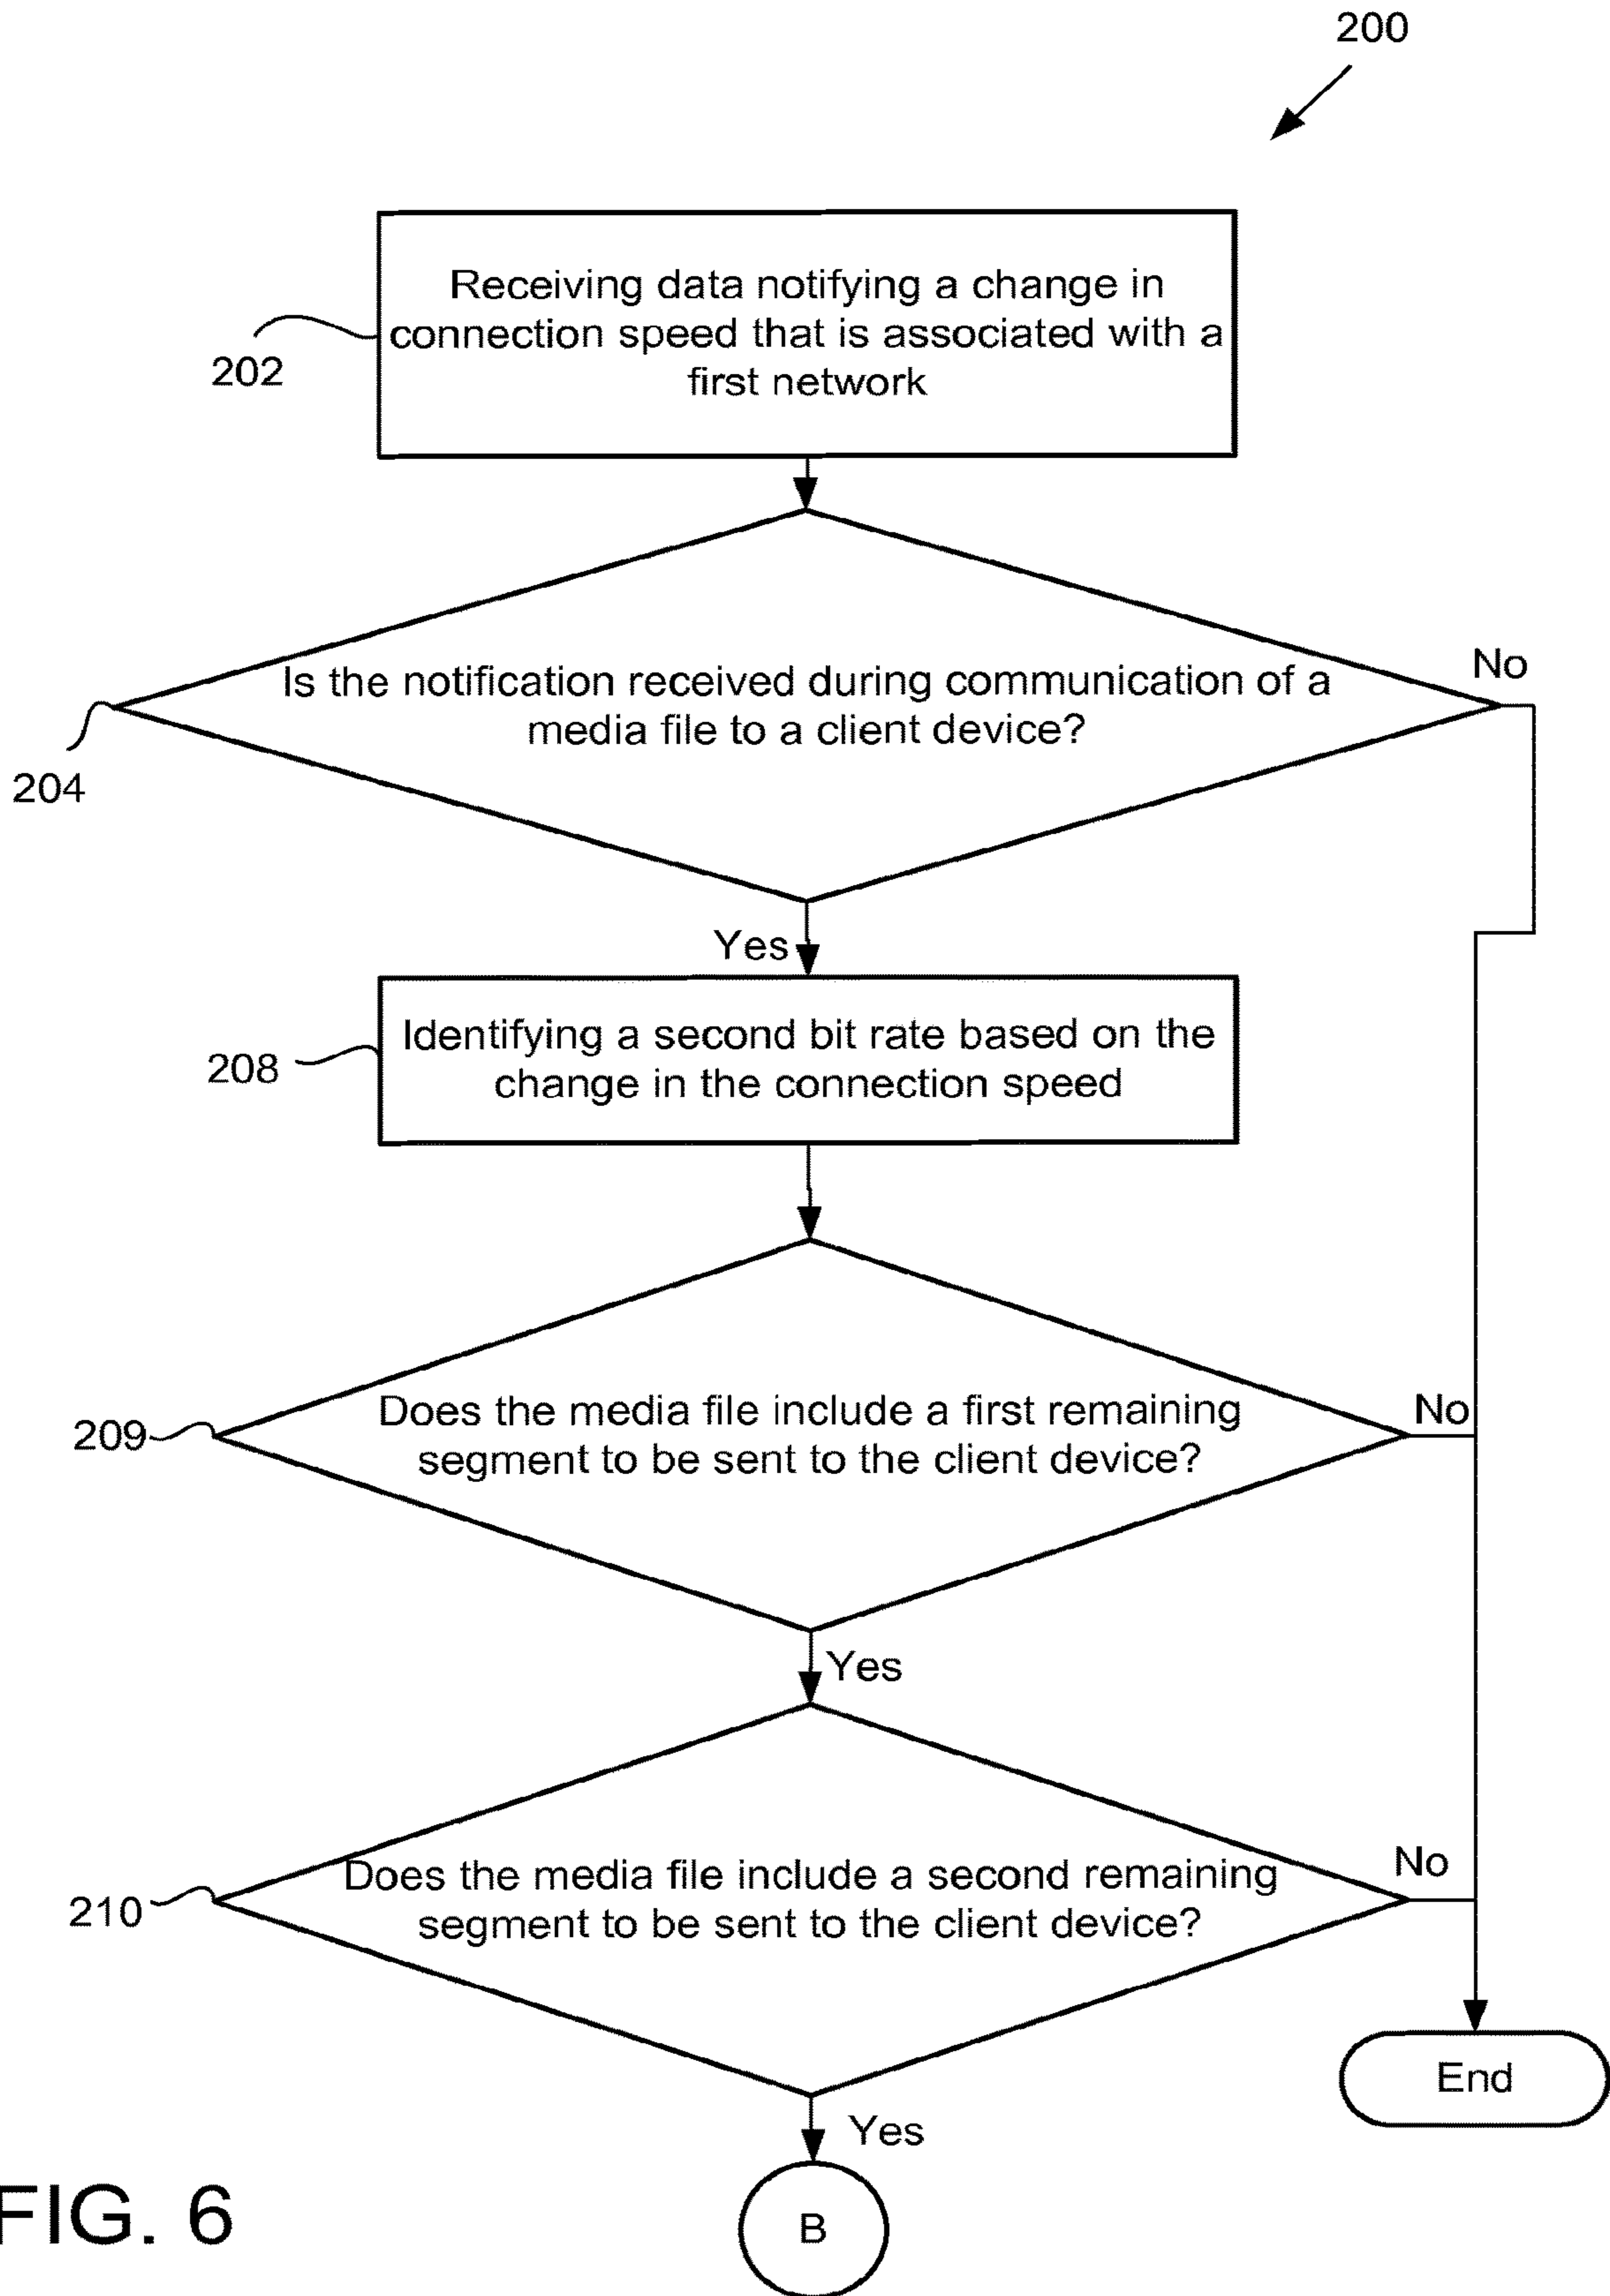 200
Receiving data notifying a change in
connection speed that is associated with a
first network
202
Is the notification received during communication of a
media file to a client device?
No
204
Yes
Identifying a second bit rate based on the
change in the connection speed
208
Does the media file include a first remaining
segment to be sent to the client device?
No
209
Yes
Does the media file include a second remaining
segment to be sent to the client device?
No
210
End
Yes
B
FIG. 6